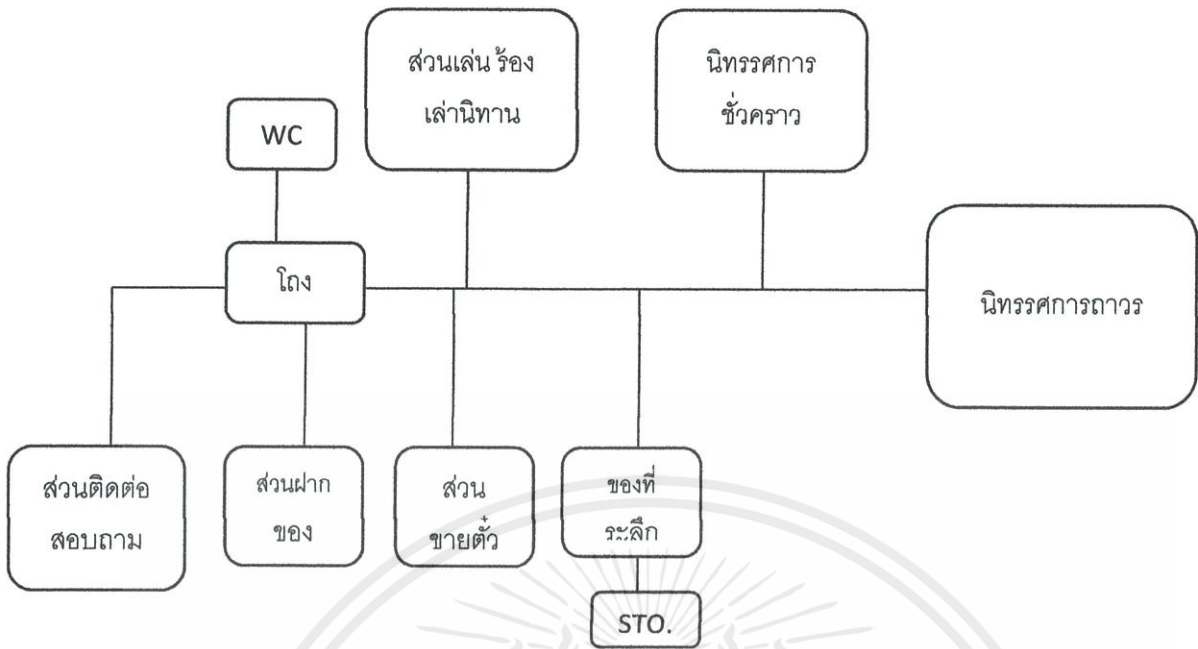 ส่วนเล่น ร้อง
เล่านิทาน
นิทรรศการ
ชั่วคราว
WC
โถง
นิทรรศการถาวร
ส่วนติดต่อ
สอบถาม
ส่วนฝาก
ของ
ส่วน
ขายตั๋ว
ของที่
ระลึก
STO.